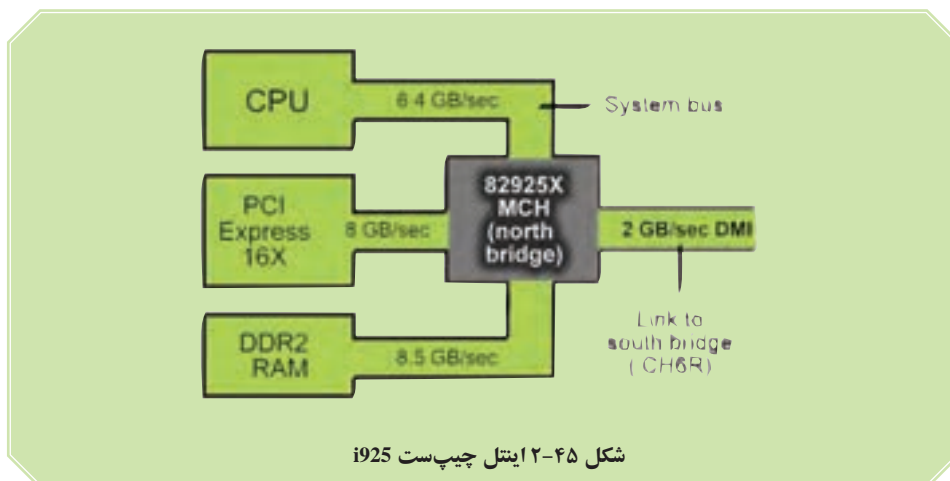 CPU
6 4 GB/sec
System bus
PCI
Express
16X
8 GB/sec
82925X
MCH
(north
bridge)
2 GB/sec DMI
DDR2
RAM
8.5 GB/sec
Link to
south bridge
( CH6R)
شکل ۴۵-۲ اینتل چیپ‌ست i925